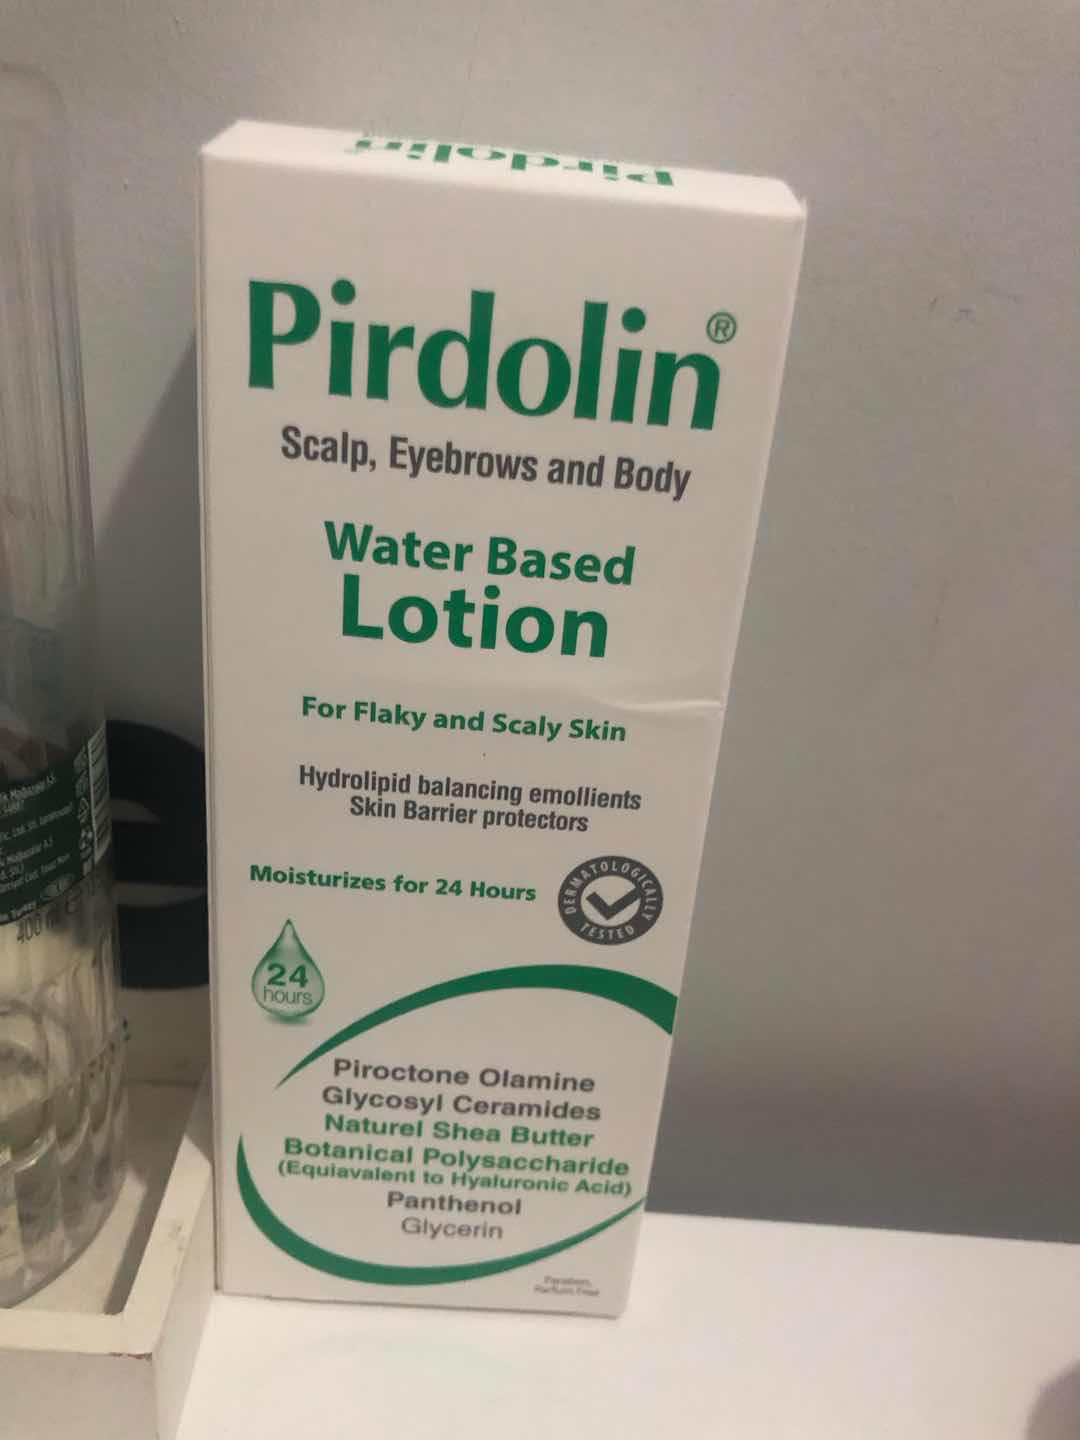 Pirdolin
Pirdolin®
Scalp, Eyebrows and Body
Water Based
Lotion
For Flaky and Scaly Skin
Hydrolipid balancing emollients
Skin Barrier protectors
Moisturizes for 24 Hours
DERMATOLOGICALLY
TESTED
24
hours
Piroctone Olamine
Glycosyl Ceramides
Naturel Shea Butter
Botanical Polysaccharide
(Equiavalent to Hyaluronic Acid)
Panthenol
Glycerin
Paraben,
Parfum Free
Turkey
400